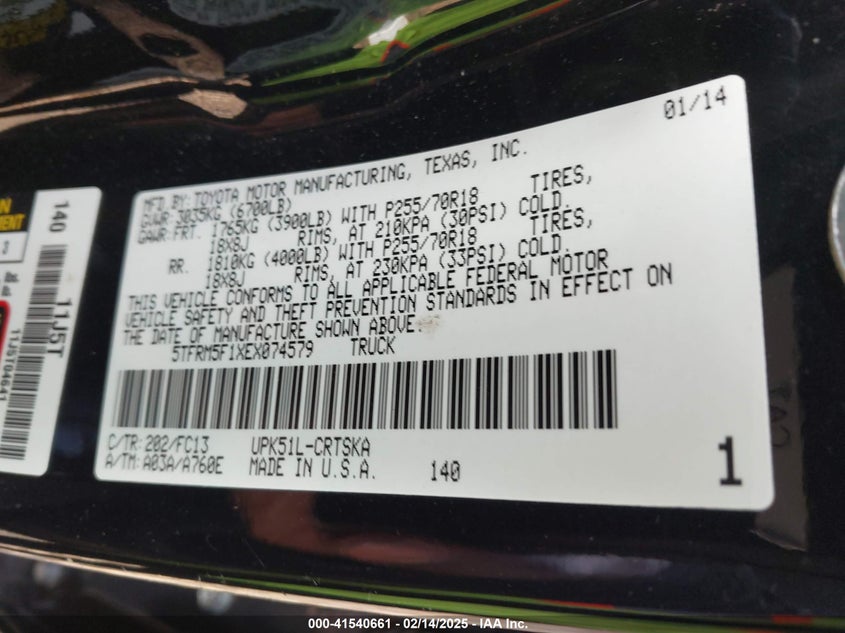 01/14
MFD BY: TOYOTA MOTOR MANUFACTURING, TEXAS, INC.
GVWR: 3035KG (6700LB)
GAWR: FRT. 1765KG (3900LB) WITH P255/70R18 TIRES,
18X8J RIMS, AT 210KPA (30PSI) COLD.
RR. 1810KG (4000LB) WITH P255/70R18 TIRES,
18X8J RIMS, AT 230KPA (33PSI) COLD.
THIS VEHICLE CONFORMS TO ALL APPLICABLE FEDERAL MOTOR
VEHICLE SAFETY AND THEFT PREVENTION STANDARDS IN EFFECT ON
THE DATE OF MANUFACTURE SHOWN ABOVE.
5TFRM5F1XEX074579 TRUCK
C/TR: 202/FC13 UPK51L-CRTSKA
A/TM: A03A/A760E MADE IN U.S.A. 140
1
140
11J5T
11J5T04641
3
lbs.
000-41540661 - 02/14/2025 - IAA Inc.